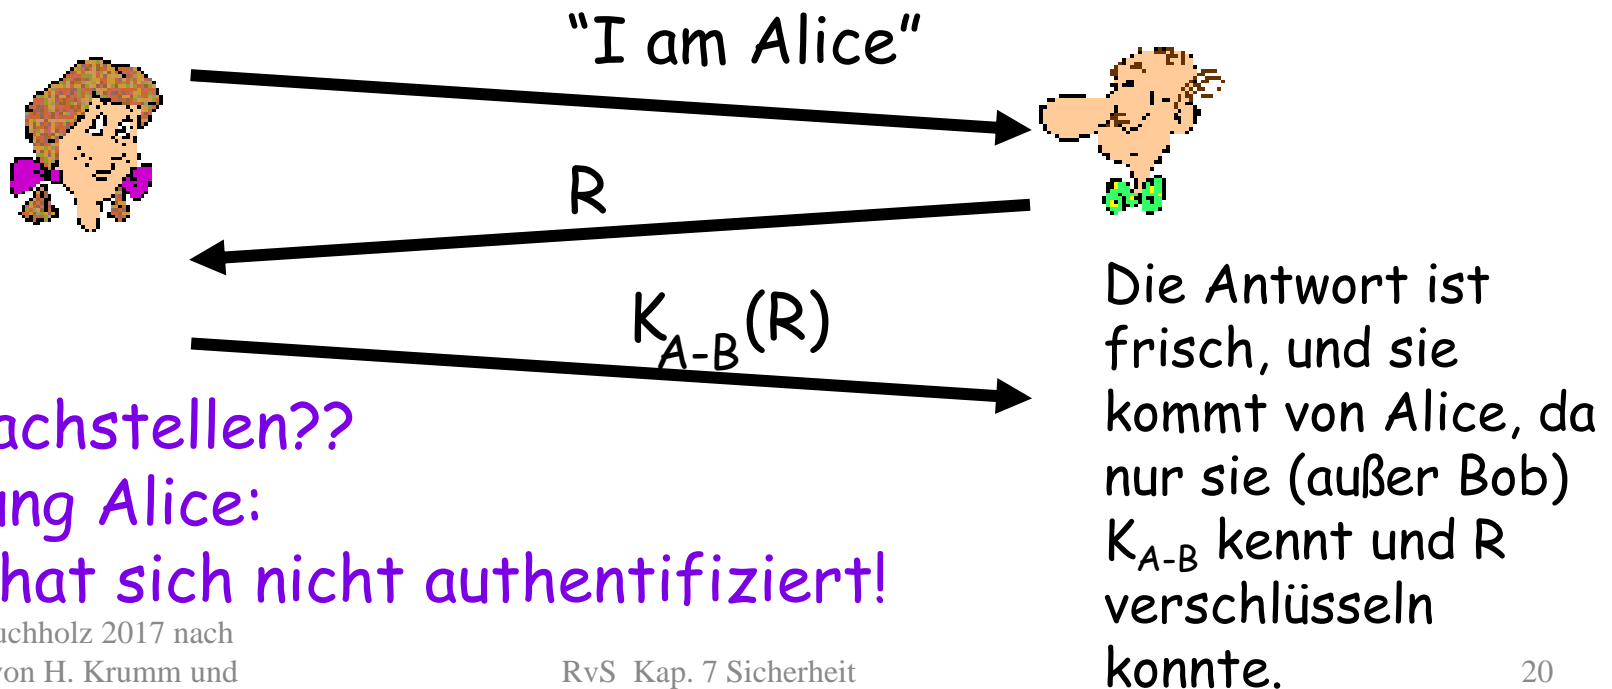 “I am Alice”
R
K A-B (R)
Die Antwort ist
frisch, und sie
kommt von Alice, da
nur sie (außer Bob)
K A-B kennt und R
verschlüsseln
konnte.
achstellen??
ung Alice:
hat sich nicht authentifiziert!
uchholz 2017 nach
von H. Krumm und
RvS Kap. 7 Sicherheit
20